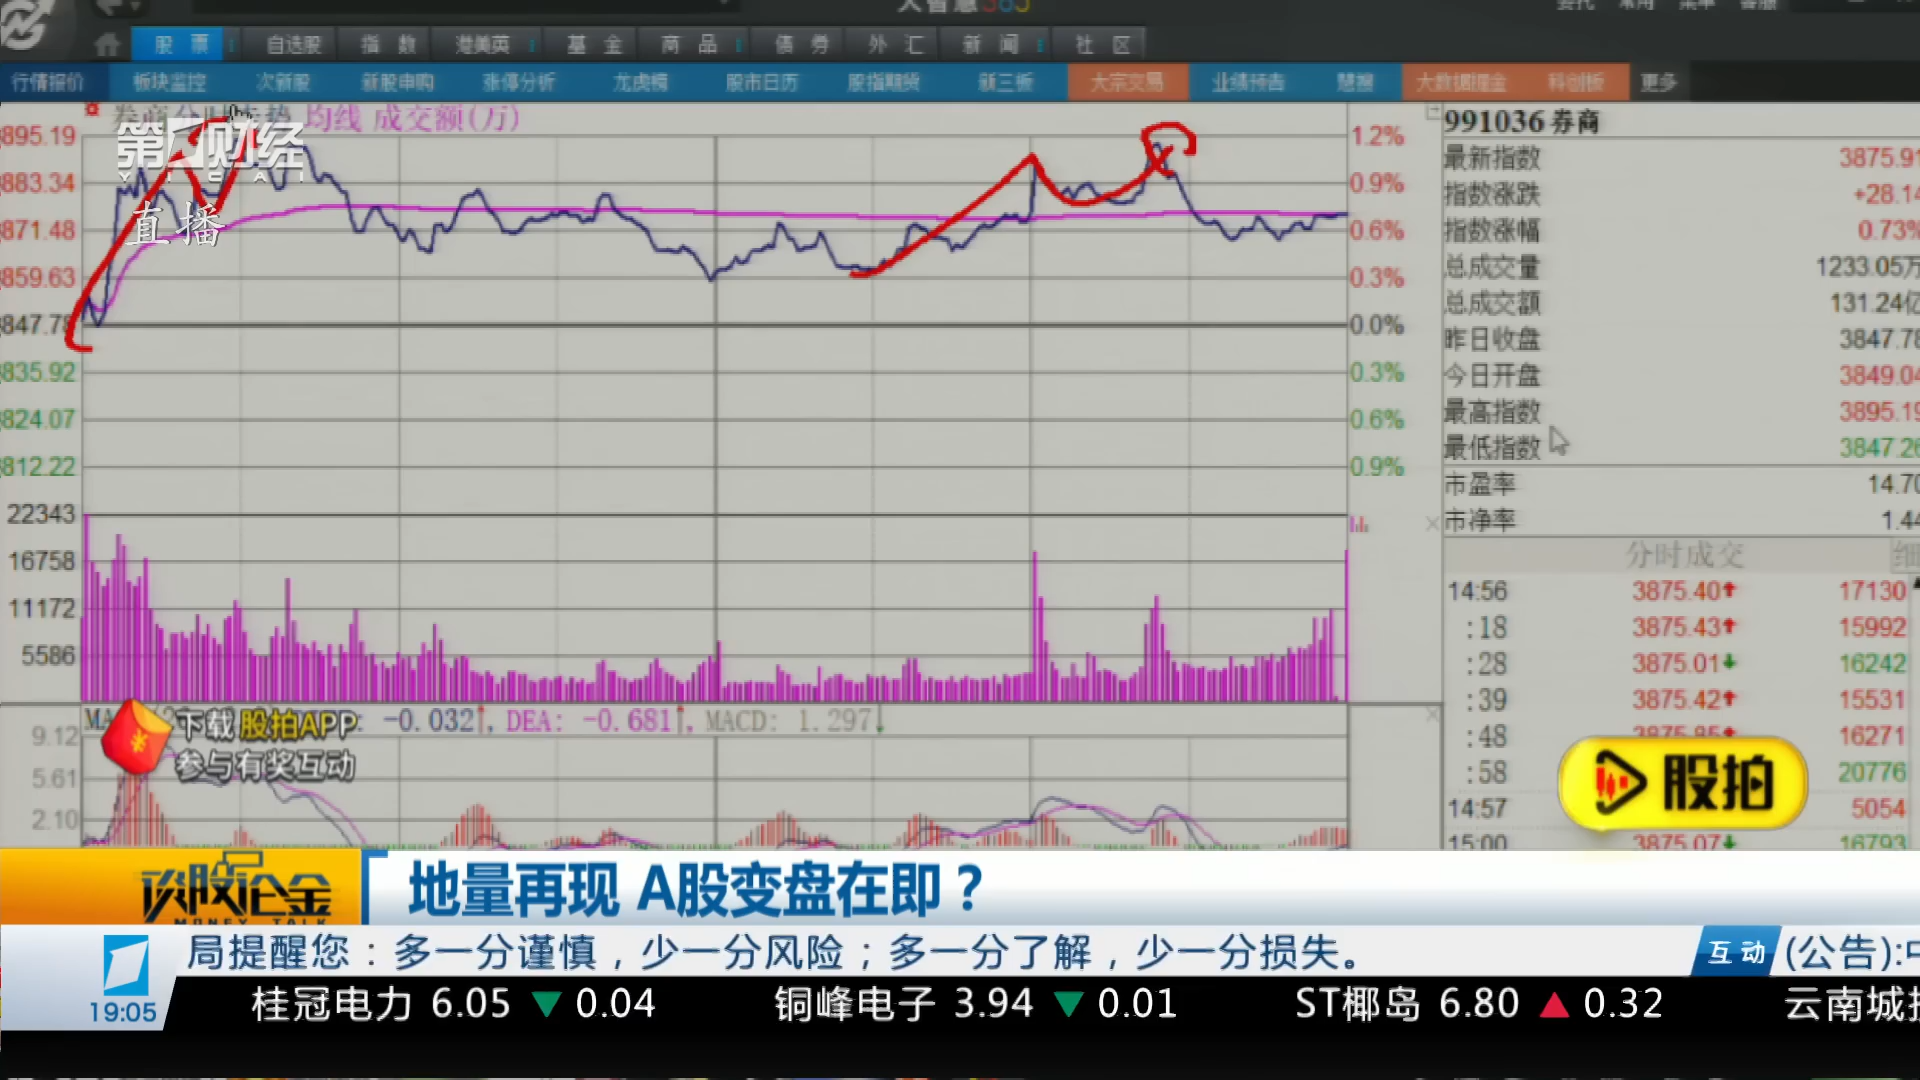 股票 自选股 指数 港美英 基金 商品 债券 外汇 新闻 社区
行情报价 板块监控 次新股 新股申购 涨停分析 龙虎榜 股市日历 股指期货 新三板 大宗交易 业绩预告 慧搜 大数据掘金 科创板 更多
均线 成交额(万)
第一财经
YICAI
直播
895.19
883.34
871.48
859.63
847.78
835.92
824.07
812.22
22343
16758
11172
5586
1.2%
0.9%
0.6%
0.3%
0.0%
0.3%
0.6%
0.9%
-0.032, DEA: -0.681, MACD: 1.297
9.12
5.61
2.10
下载股拍APP
参与有奖互动
991036 券商
最新指数 3875.91
指数涨跌 +28.14
指数涨幅 0.73%
总成交量 1233.05万
总成交额 131.24亿
昨日收盘 3847.78
今日开盘 3849.04
最高指数 3895.19
最低指数 3847.26
市盈率 14.70
市净率 1.44
分时成交 细
14:56 3875.40 17130
:18 3875.43 15992
:28 3875.01 16242
:39 3875.42 15531
:48 3875.85 16271
:58 20776
14:57 5054
15:00 3875.07 16793
股拍
谈股论金
MONEY TALK
地量再现 A股变盘在即？
局提醒您：多一分谨慎，少一分风险；多一分了解，少一分损失。
互动 (公告):中
19:05
桂冠电力 6.05 ▼ 0.04 铜峰电子 3.94 ▼ 0.01 ST椰岛 6.80 ▲ 0.32 云南城投